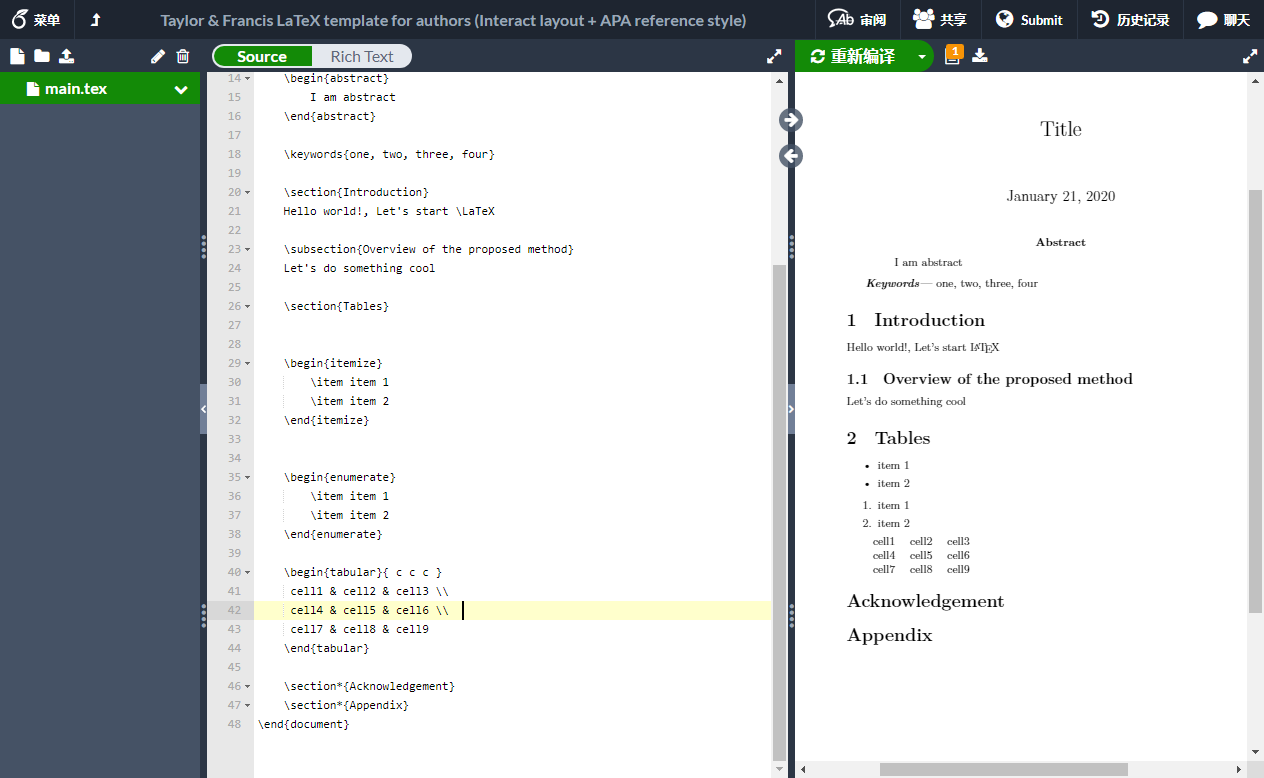 菜单
Taylor & Francis LaTeX template for authors (Interact layout + APA reference style)
Ab 审阅
共享
Submit
历史记录
聊天
Source
Rich Text
重新编译
1
main.tex
14 \begin{abstract}
15 I am abstract
16 \end{abstract}
17
18 \keywords{one, two, three, four}
19
20 \section{Introduction}
21 Hello world!, Let's start \LaTeX
22
23 \subsection{Overview of the proposed method}
24 Let's do something cool
25
26 \section{Tables}
27
28
29 \begin{itemize}
30 \item item 1
31 \item item 2
32 \end{itemize}
33
34
35 \begin{enumerate}
36 \item item 1
37 \item item 2
38 \end{enumerate}
39
40 \begin{tabular}{ c c c }
41 cell1 & cell2 & cell3 \\
42 cell4 & cell5 & cell6 \\
43 cell7 & cell8 & cell9
44 \end{tabular}
45
46 \section*{Acknowledgement}
47 \section*{Appendix}
48 \end{document}
Title
January 21, 2020
Abstract
I am abstract
Keywords— one, two, three, four
1 Introduction
Hello world!, Let's start LaTeX
1.1 Overview of the proposed method
Let's do something cool
2 Tables
• item 1
• item 2
1. item 1
2. item 2
cell1 cell2 cell3
cell4 cell5 cell6
cell7 cell8 cell9
Acknowledgement
Appendix